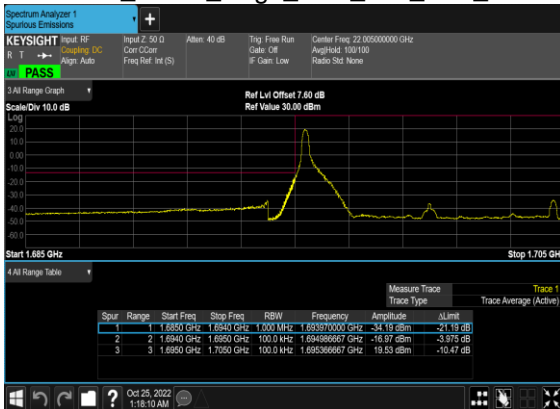 Spectrum Analyzer 1
Spurious Emissions
KEYSIGHT Input: RF Input Z: 50 Ω Atten: 40 dB Trig: Free Run Center Freq: 22.005000000 GHz
R T Coupling: DC Corr CCorr Gate: Off Avg|Hold: 100/100
Align: Auto Freq Ref: Int (S) IF Gain: Low Radio Std: None
PASS
3 All Range Graph Ref Lvl Offset 7.60 dB
Scale/Div 10.0 dB Ref Value 30.00 dBm
Log
20.0
10.0
0.00
-10.0
-20.0
-30.0
-40.0
-50.0
-60.0
Start 1.685 GHz Stop 1.705 GH
4 All Range Table
Measure Trace Trace 1
Trace Type Trace Average (Active)
Spur Range Start Freq Stop Freq RBW Frequency Amplitude ΔLimit
1 1 1.6850 GHz 1.6940 GHz 1.000 MHz 1.693970000 GHz -34.19 dBm -21.19 dB
2 2 1.6940 GHz 1.6950 GHz 100.0 kHz 1.694986667 GHz -16.97 dBm -3.975 dB
3 3 1.6950 GHz 1.7050 GHz 100.0 kHz 1.695366667 GHz 19.53 dBm -10.47 dB
? Oct 25, 2022
1:18:10 AM